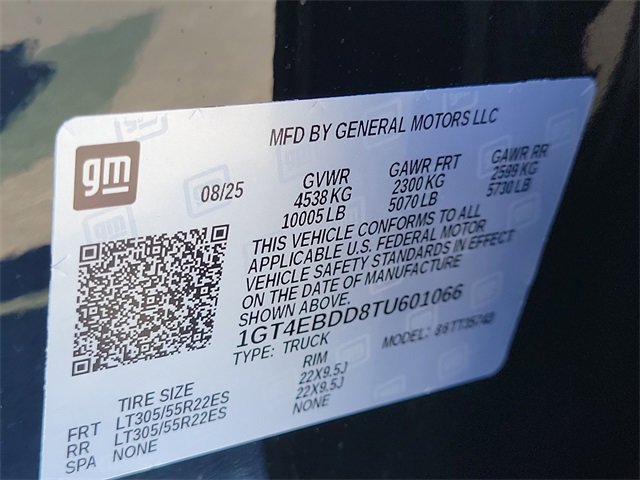 MFD BY GENERAL MOTORS LLC
gm
08/25
GVWR GAWR FRT GAWR RR
4538 KG 2300 KG 2599 KG
10005 LB 5070 LB 5730 LB
THIS VEHICLE CONFORMS TO ALL
APPLICABLE U.S. FEDERAL MOTOR
VEHICLE SAFETY STANDARDS IN EFFECT
ON THE DATE OF MANUFACTURE
SHOWN ABOVE.
1GT4EBDD8TU601066
TYPE: TRUCK MODEL:
TIRE SIZE RIM
FRT LT305/55R22ES 22X9.5J
RR LT305/55R22ES 22X9.5J
SPA NONE NONE